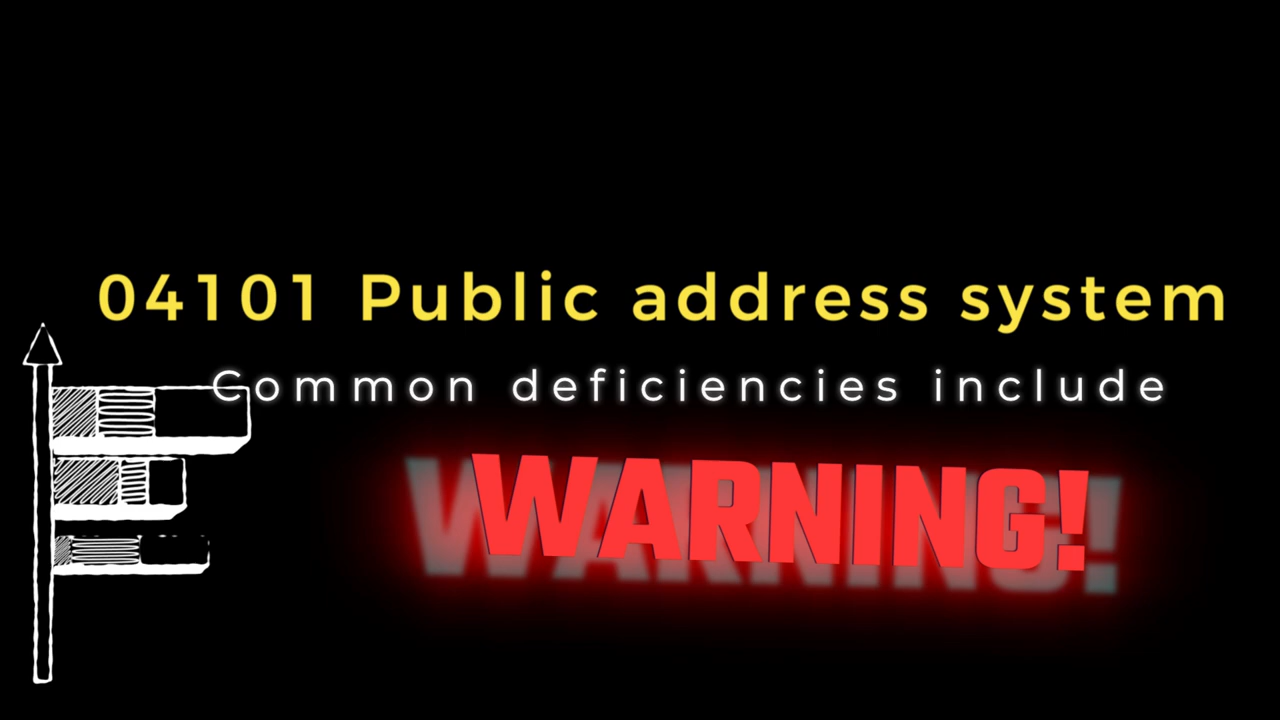 04101 Public address system
Common deficiencies include
WARNING!